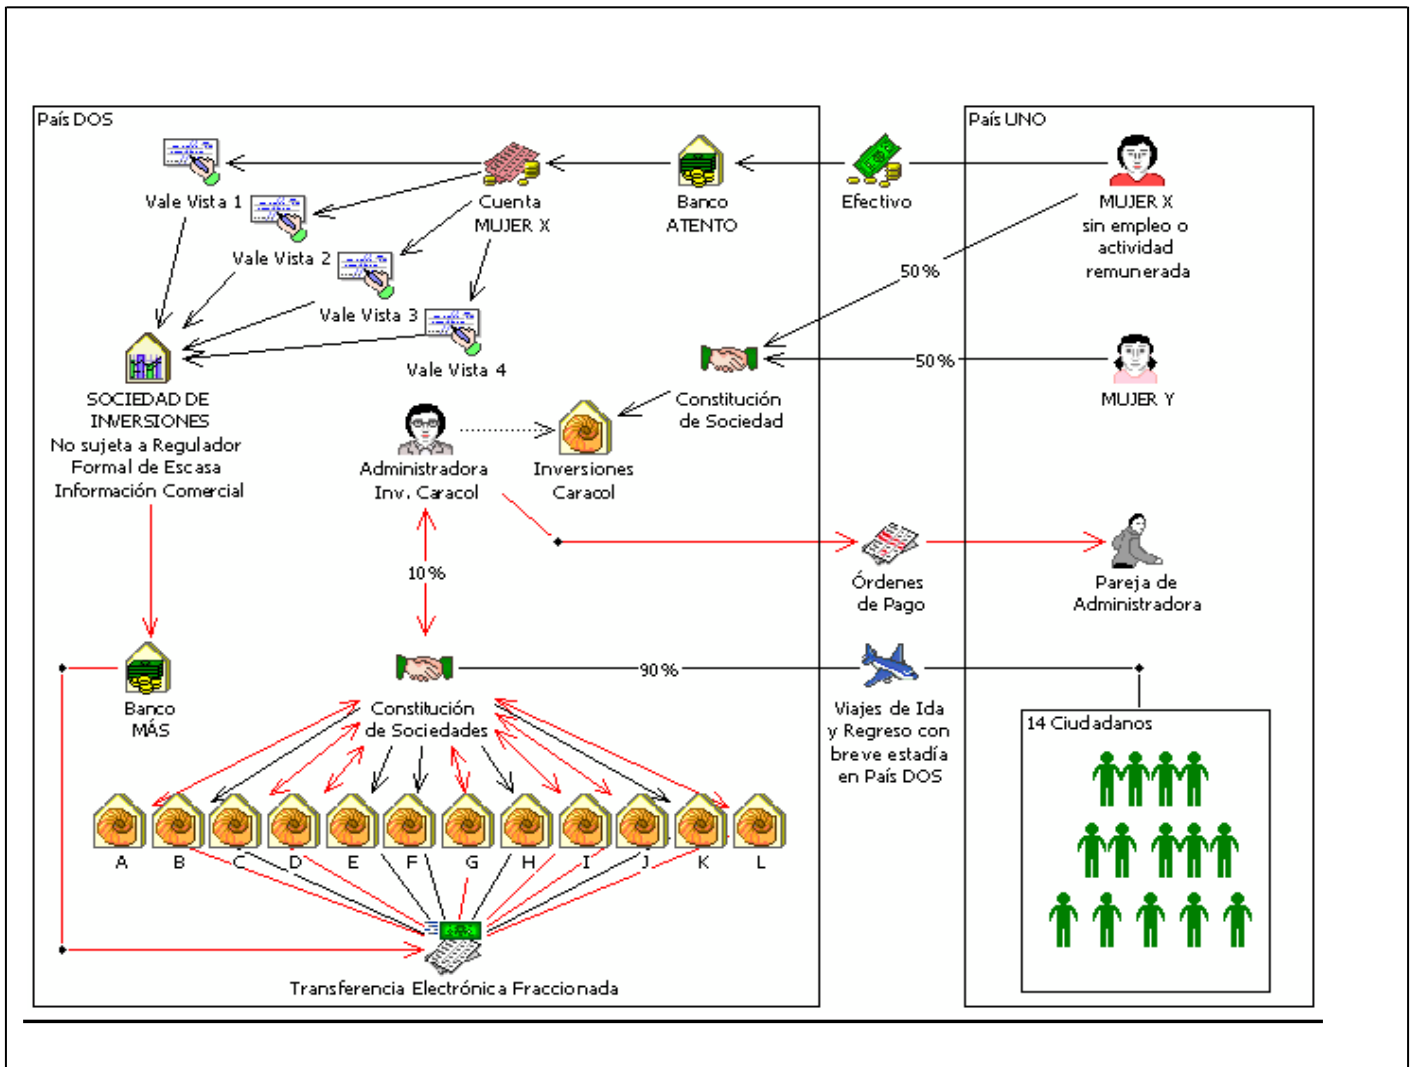 País DOS
País UNO
Vale Vista 1
Vale Vista 2
Vale Vista 3
Vale Vista 4
Cuenta
MUJER X
Banco
ATENTO
Efectivo
MUJER X
sin empleo o
actividad
remunerada
50%
50%
MUJER Y
SOCIEDAD DE
INVERSIONES
No sujeta a Regulador
Formal de Escasa
Información Comercial
Constitución
de Sociedad
Administradora
Inv. Caracol
Inversiones
Caracol
10%
Órdenes
de Pago
Pareja de
Administradora
Banco
MÁS
Constitución
de Sociedades
90%
Viajes de Ida
y Regreso con
breve estadía
en País DOS
14 Ciudadanos
A B C D E F G H I J K L
Transferencia Electrónica Fraccionada